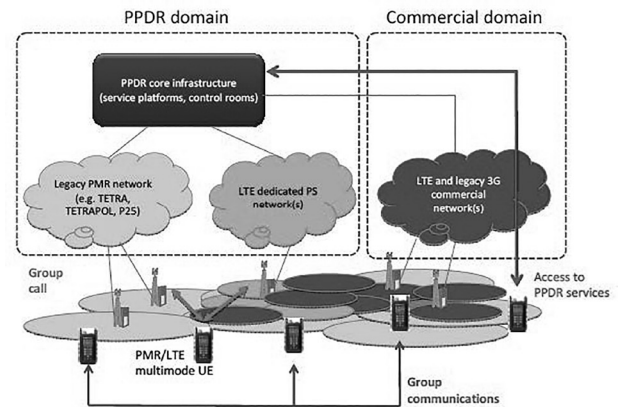 PPDR domain
Commercial domain
PPDR core infrastructure
(service platforms, control rooms)
Legacy PMR network
(e.g. TETRA,
TETRAPOL, P25)
LTE dedicated PS
network(s)
LTE and legacy 3G
commercial
network(s)
Group
call
Access to
PPDR services
PMR/LTE
multimode UE
Group
communications